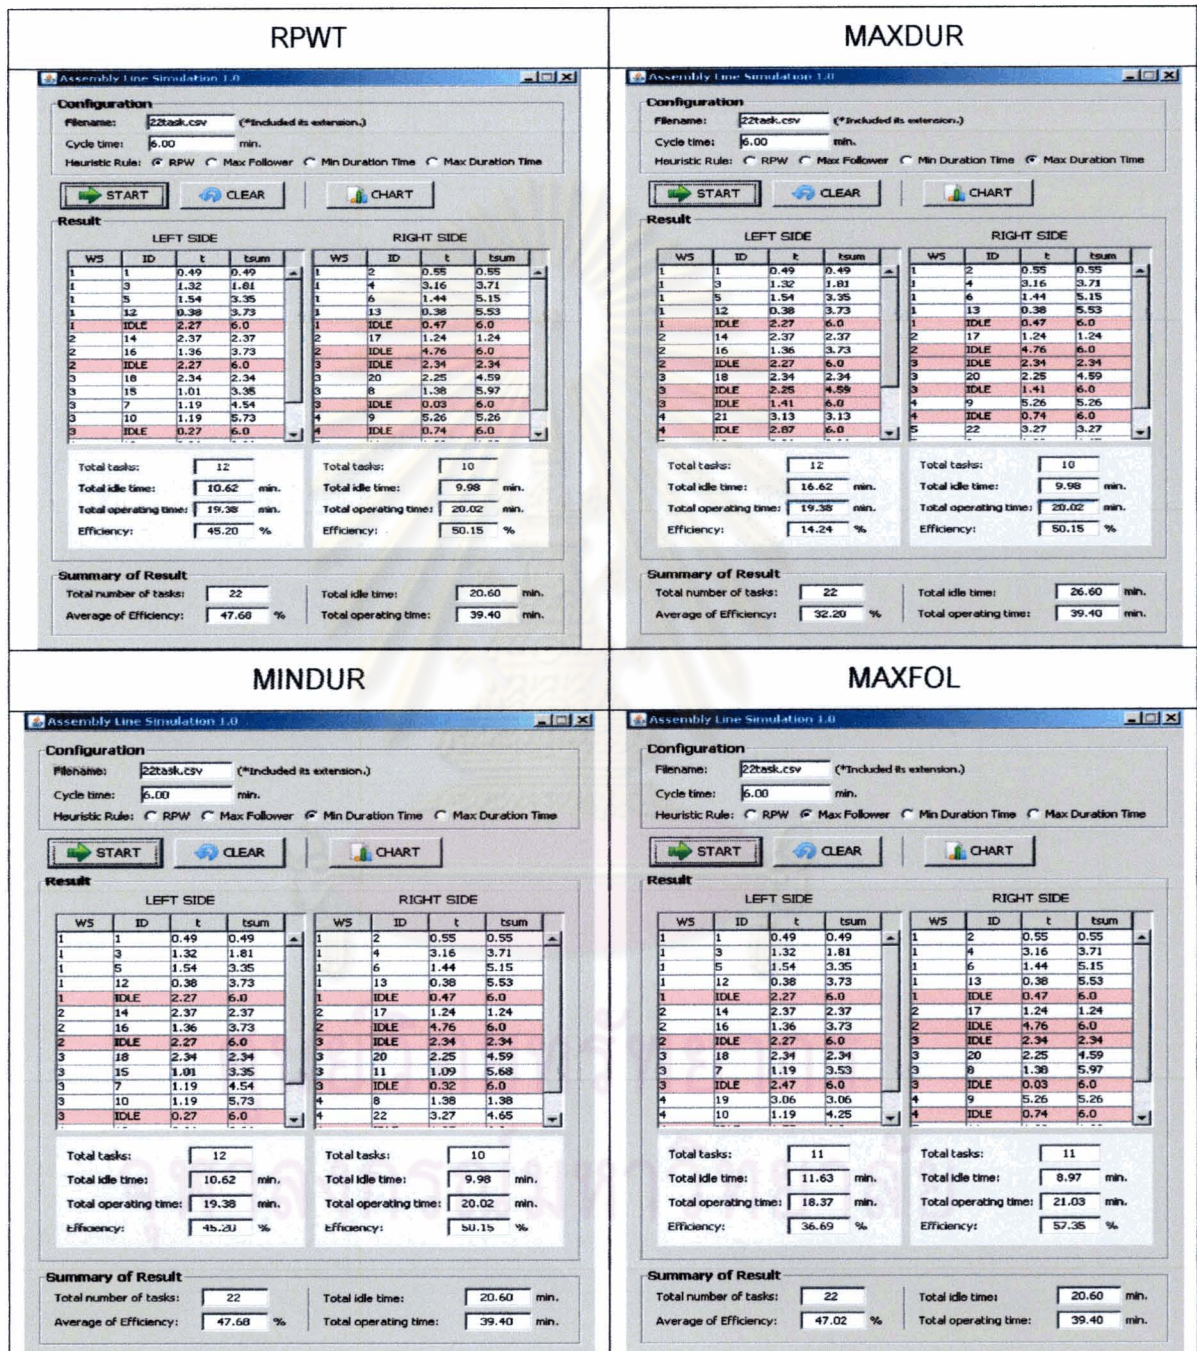 RPWT
Assembly Line Simulation 1.0
Configuration
Filename: 22task.csv (*Included its extension.)
Cycle time: 6.00 min.
Heuristic Rule: RPW Max Follower Min Duration Time Max Duration Time
START CLEAR CHART
Result
LEFT SIDE RIGHT SIDE
WS ID t tsum WS ID t tsum
1 1 0.49 0.49 1 2 0.55 0.55
1 3 1.32 1.81 1 4 3.16 3.71
1 5 1.54 3.35 1 6 1.44 5.15
1 12 0.38 3.73 1 13 0.38 5.53
1 IDLE 2.27 6.0 1 IDLE 0.47 6.0
2 14 2.37 2.37 2 17 1.24 1.24
2 16 1.36 3.73 2 IDLE 4.76 6.0
2 IDLE 2.27 6.0 3 IDLE 2.34 2.34
3 18 2.34 2.34 3 20 2.25 4.59
3 15 1.01 3.35 3 8 1.38 5.97
3 7 1.19 4.54 3 IDLE 0.03 6.0
3 10 1.19 5.73 4 9 5.26 5.26
3 IDLE 0.27 6.0 4 IDLE 0.74 6.0
Total tasks: 12 Total tasks: 10
Total idle time: 10.62 min. Total idle time: 9.98 min.
Total operating time: 19.38 min. Total operating time: 20.02 min.
Efficiency: 45.20 % Efficiency: 50.15 %
Summary of Result
Total number of tasks: 22 Total idle time: 20.60 min.
Average of Efficiency: 47.68 % Total operating time: 39.40 min.
MAXDUR
Assembly Line Simulation 1.0
Configuration
Filename: 22task.csv (*Included its extension.)
Cycle time: 6.00 min.
Heuristic Rule: RPW Max Follower Min Duration Time Max Duration Time
START CLEAR CHART
Result
LEFT SIDE RIGHT SIDE
WS ID t tsum WS ID t tsum
1 1 0.49 0.49 1 2 0.55 0.55
1 3 1.32 1.81 1 4 3.16 3.71
1 5 1.54 3.35 1 6 1.44 5.15
1 12 0.38 3.73 1 13 0.38 5.53
1 IDLE 2.27 6.0 1 IDLE 0.47 6.0
2 14 2.37 2.37 2 17 1.24 1.24
2 16 1.36 3.73 2 IDLE 4.76 6.0
2 IDLE 2.27 6.0 3 IDLE 2.34 2.34
3 18 2.34 2.34 3 20 2.25 4.59
3 IDLE 2.25 4.59 3 IDLE 1.41 6.0
3 IDLE 1.41 6.0 4 9 5.26 5.26
4 21 3.13 3.13 4 IDLE 0.74 6.0
4 IDLE 2.87 6.0 5 22 3.27 3.27
Total tasks: 12 Total tasks: 10
Total idle time: 16.62 min. Total idle time: 9.98 min.
Total operating time: 19.38 min. Total operating time: 20.02 min.
Efficiency: 14.24 % Efficiency: 50.15 %
Summary of Result
Total number of tasks: 22 Total idle time: 26.60 min.
Average of Efficiency: 32.20 % Total operating time: 39.40 min.
MINDUR
Assembly Line Simulation 1.0
Configuration
Filename: 22task.csv (*Included its extension.)
Cycle time: 6.00 min.
Heuristic Rule: RPW Max Follower Min Duration Time Max Duration Time
START CLEAR CHART
Result
LEFT SIDE RIGHT SIDE
WS ID t tsum WS ID t tsum
1 1 0.49 0.49 1 2 0.55 0.55
1 3 1.32 1.81 1 4 3.16 3.71
1 5 1.54 3.35 1 6 1.44 5.15
1 12 0.38 3.73 1 13 0.38 5.53
1 IDLE 2.27 6.0 1 IDLE 0.47 6.0
2 14 2.37 2.37 2 17 1.24 1.24
2 16 1.36 3.73 2 IDLE 4.76 6.0
2 IDLE 2.27 6.0 3 IDLE 2.34 2.34
3 18 2.34 2.34 3 20 2.25 4.59
3 15 1.01 3.35 3 11 1.09 5.68
3 7 1.19 4.54 3 IDLE 0.32 6.0
3 10 1.19 5.73 4 8 1.38 1.38
3 IDLE 0.27 6.0 4 22 3.27 4.65
Total tasks: 12 Total tasks: 10
Total idle time: 10.62 min. Total idle time: 9.98 min.
Total operating time: 19.38 min. Total operating time: 20.02 min.
Efficiency: 45.20 % Efficiency: 50.15 %
Summary of Result
Total number of tasks: 22 Total idle time: 20.60 min.
Average of Efficiency: 47.68 % Total operating time: 39.40 min.
MAXFOL
Assembly Line Simulation 1.0
Configuration
Filename: 22task.csv (*Included its extension.)
Cycle time: 6.00 min.
Heuristic Rule: RPW Max Follower Min Duration Time Max Duration Time
START CLEAR CHART
Result
LEFT SIDE RIGHT SIDE
WS ID t tsum WS ID t tsum
1 1 0.49 0.49 1 2 0.55 0.55
1 3 1.32 1.81 1 4 3.16 3.71
1 5 1.54 3.35 1 6 1.44 5.15
1 12 0.38 3.73 1 13 0.38 5.53
1 IDLE 2.27 6.0 1 IDLE 0.47 6.0
2 14 2.37 2.37 2 17 1.24 1.24
2 16 1.36 3.73 2 IDLE 4.76 6.0
2 IDLE 2.27 6.0 3 IDLE 2.34 2.34
3 18 2.34 2.34 3 20 2.25 4.59
3 7 1.19 3.53 3 8 1.38 5.97
3 IDLE 2.47 6.0 3 IDLE 0.03 6.0
4 19 3.06 3.06 4 9 5.26 5.26
4 10 1.19 4.25 4 IDLE 0.74 6.0
Total tasks: 11 Total tasks: 11
Total idle time: 11.63 min. Total idle time: 8.97 min.
Total operating time: 18.37 min. Total operating time: 21.03 min.
Efficiency: 36.69 % Efficiency: 57.35 %
Summary of Result
Total number of tasks: 22 Total idle time: 20.60 min.
Average of Efficiency: 47.02 % Total operating time: 39.40 min.